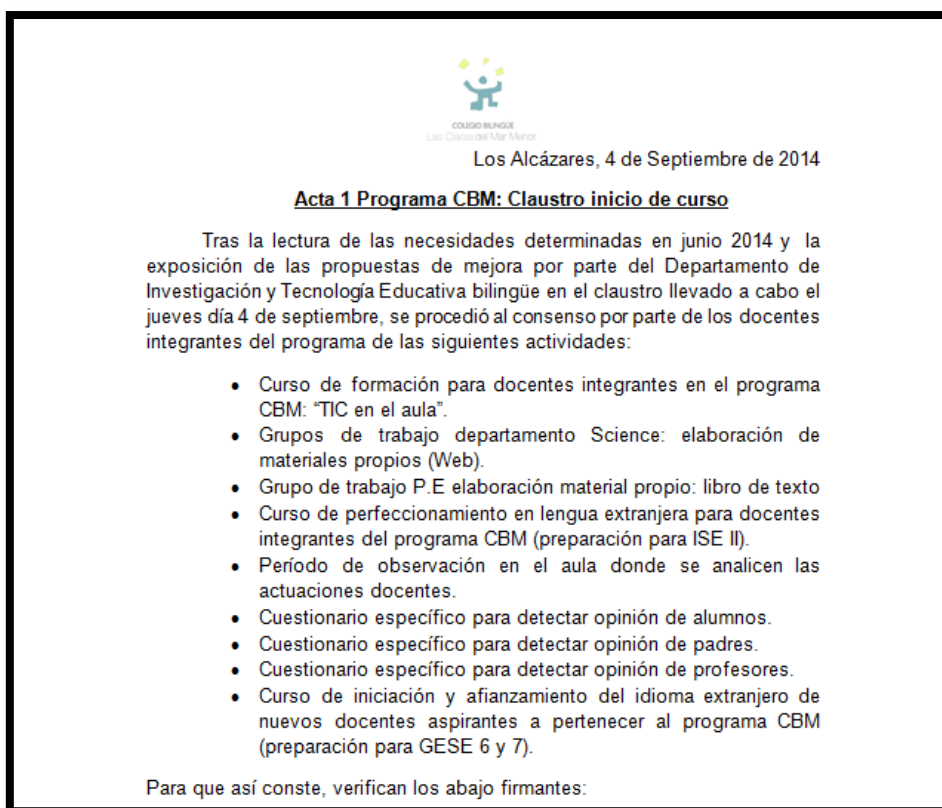 COLEGIO BILINGÜE
Las Claras del Mar Menor
Los Alcázares, 4 de Septiembre de 2014
Acta 1 Programa CBM: Claustro inicio de curso
Tras la lectura de las necesidades determinadas en junio 2014 y la
exposición de las propuestas de mejora por parte del Departamento de
Investigación y Tecnología Educativa bilingüe en el claustro llevado a cabo el
jueves día 4 de septiembre, se procedió al consenso por parte de los docentes
integrantes del programa de las siguientes actividades:
• Curso de formación para docentes integrantes en el programa
CBM: “TIC en el aula”.
• Grupos de trabajo departamento Science: elaboración de
materiales propios (Web).
• Grupo de trabajo P.E elaboración material propio: libro de texto
• Curso de perfeccionamiento en lengua extranjera para docentes
integrantes del programa CBM (preparación para ISE II).
• Período de observación en el aula donde se analicen las
actuaciones docentes.
• Cuestionario específico para detectar opinión de alumnos.
• Cuestionario específico para detectar opinión de padres.
• Cuestionario específico para detectar opinión de profesores.
• Curso de iniciación y afianzamiento del idioma extranjero de
nuevos docentes aspirantes a pertenecer al programa CBM
(preparación para GESE 6 y 7).
Para que así conste, verifican los abajo firmantes: